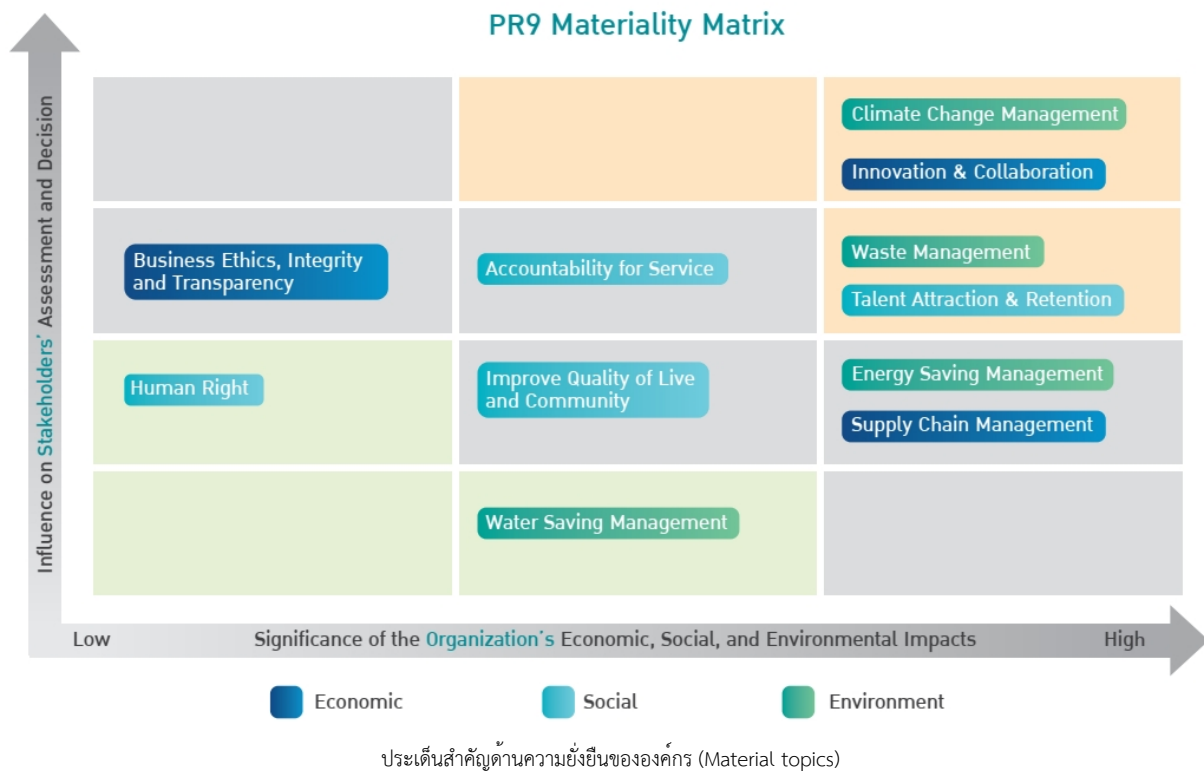 PR9 Materiality Matrix
Influence on Stakeholders' Assessment and Decision
Climate Change Management
Innovation & Collaboration
Business Ethics, Integrity
and Transparency
Accountability for Service
Waste Management
Talent Attraction & Retention
Human Right
Improve Quality of Live
and Community
Energy Saving Management
Supply Chain Management
Water Saving Management
Low
Significance of the Organization's Economic, Social, and Environmental Impacts
High
Economic
Social
Environment
ประเด็นสำคัญด้านความยั่งยืนขององค์กร (Material topics)